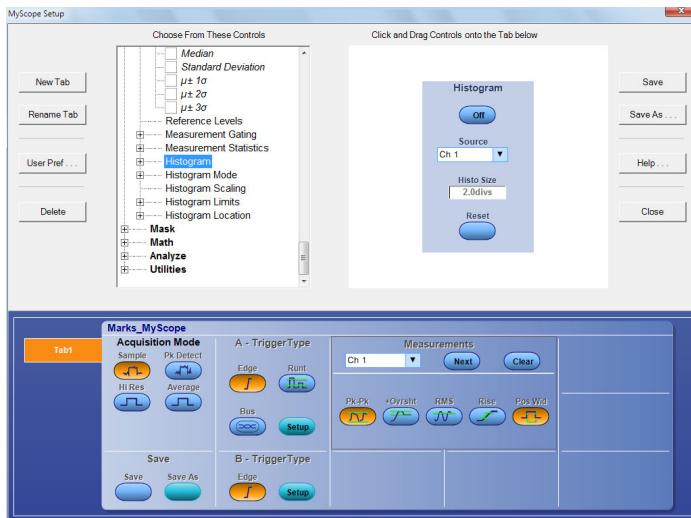 MyScope Setup
Choose From These Controls
Click and Drag Controls onto the Tab below
New Tab
Rename Tab
User Pref . . .
Delete
Median
Standard Deviation
µ± 1σ
µ± 2σ
µ± 3σ
Reference Levels
Measurement Gating
Measurement Statistics
Histogram
Histogram Mode
Histogram Scaling
Histogram Limits
Histogram Location
Mask
Math
Analyze
Utilities
Histogram
Off
Source
Ch 1
Histo Size
2.0divs
Reset
Save
Save As . . .
Help . . .
Close
Tab1
Marks_MyScope
Acquisition Mode
Sample Pk Detect
Hi Res Average
Save
Save Save As
A - TriggerType
Edge Runt
Bus
Setup
B - TriggerType
Edge
Setup
Measurements
Ch 1 Next Clear
Pk-Pk +Ovrsht RMS Rise Pos Wid